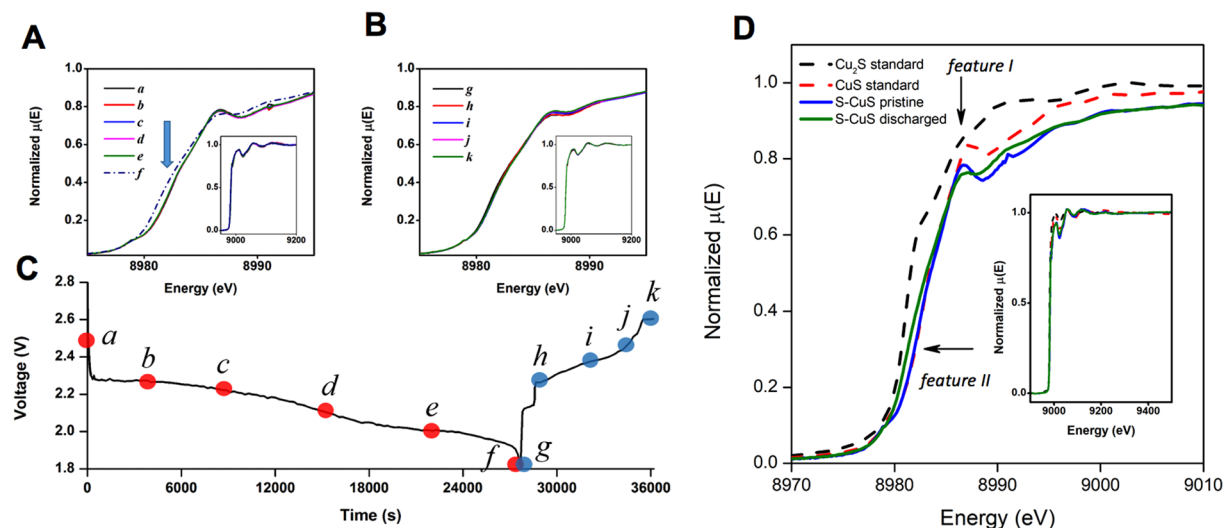 A
B
D
a
b
c
d
e
f
1.0
0.8
0.6
0.4
0.2
Normalized μ(E)
8980
8990
Energy (eV)
1.0
0.5
0.0
9000
9200
g
h
i
j
k
1.0
0.8
0.6
0.4
0.2
Normalized μ(E)
8980
8990
Energy (eV)
1.0
0.5
0.0
9000
9200
C
2.8
2.6
2.4
2.2
2.0
1.8
Voltage (V)
a
b
c
d
e
f
g
h
i
j
k
0
6000
12000
18000
24000
30000
36000
Time (s)
Cu₂S standard
CuS standard
S-CuS pristine
S-CuS discharged
feature I
feature II
1.0
0.8
0.6
0.4
0.2
0.0
Normalized μ(E)
8970
8980
8990
9000
9010
Energy (eV)
1.0
0.5
0.0
Normalized μ(E)
9000
9200
9400
Energy (eV)